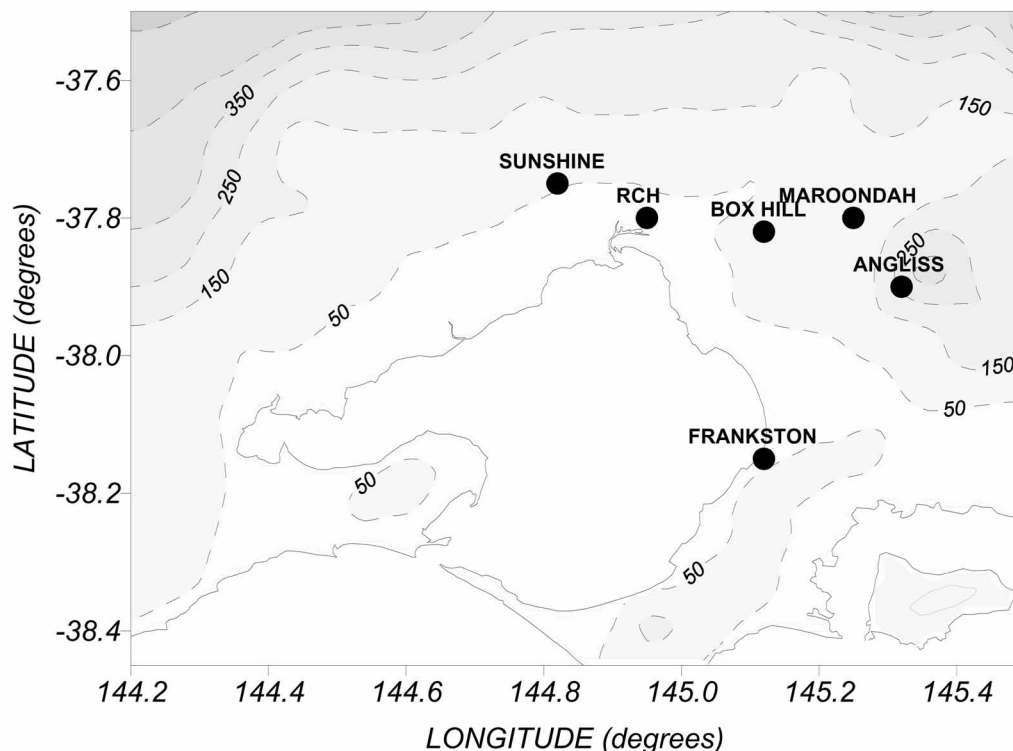 -37.6
350
150
SUNSHINE
MAROONDAH
250
RCH
BOX HILL
-37.8
250
ANGLISS
150
50
-38.0
150
50
LATITUDE (degrees)
FRANKSTON
50
-38.2
50
-38.4
144.2 144.4 144.6 144.8 145.0 145.2 145.4
LONGITUDE (degrees)